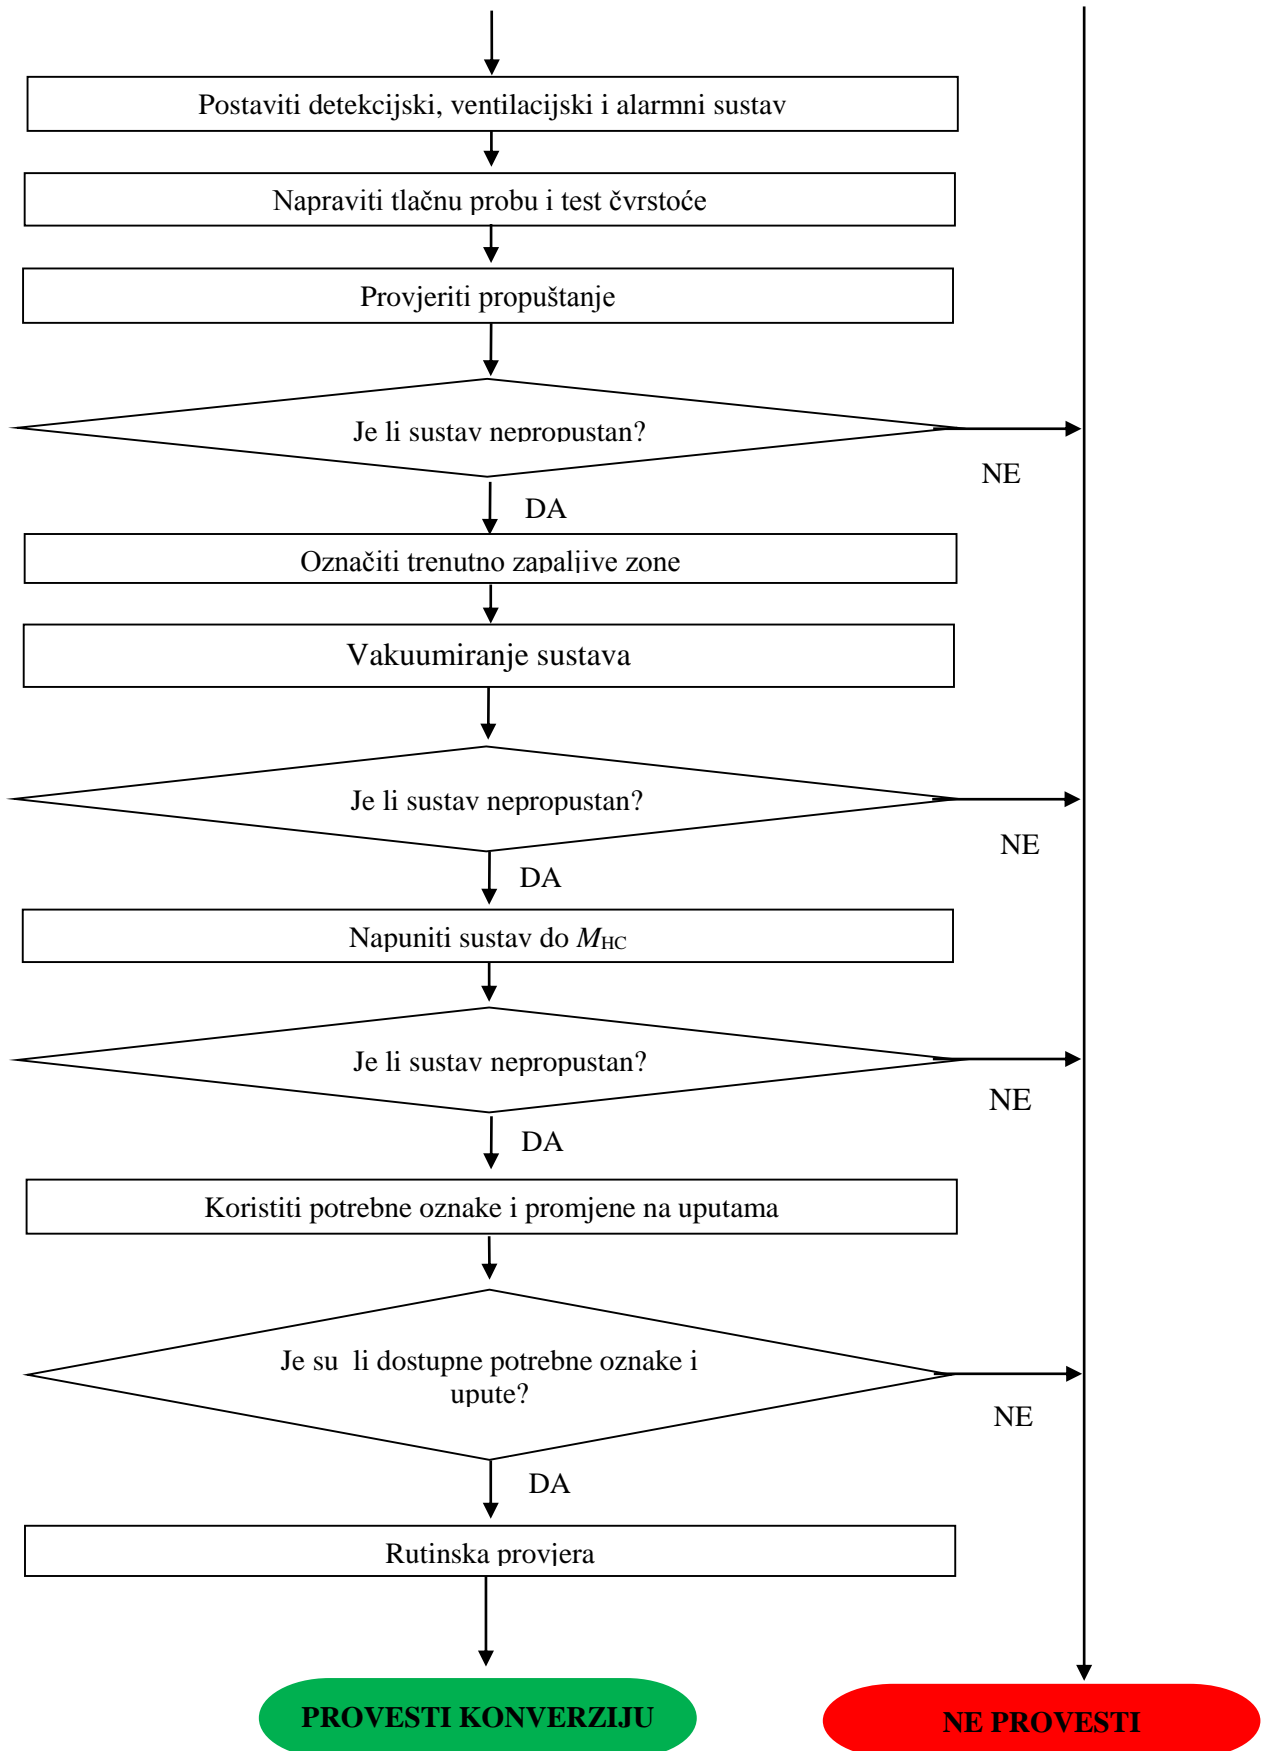 Postaviti detekcijski, ventilacijski i alarmni sustav
Napraviti tlačnu probu i test čvrstoće
Provjeriti propuštanje
Je li sustav nepropustan?
NE
DA
Označiti trenutno zapaljive zone
Vakuumiranje sustava
Je li sustav nepropustan?
NE
DA
Napuniti sustav do MHC
Je li sustav nepropustan?
NE
DA
Koristiti potrebne oznake i promjene na uputama
Je su li dostupne potrebne oznake i
upute?
NE
DA
Rutinska provjera
PROVESTI KONVERZIJU
NE PROVESTI